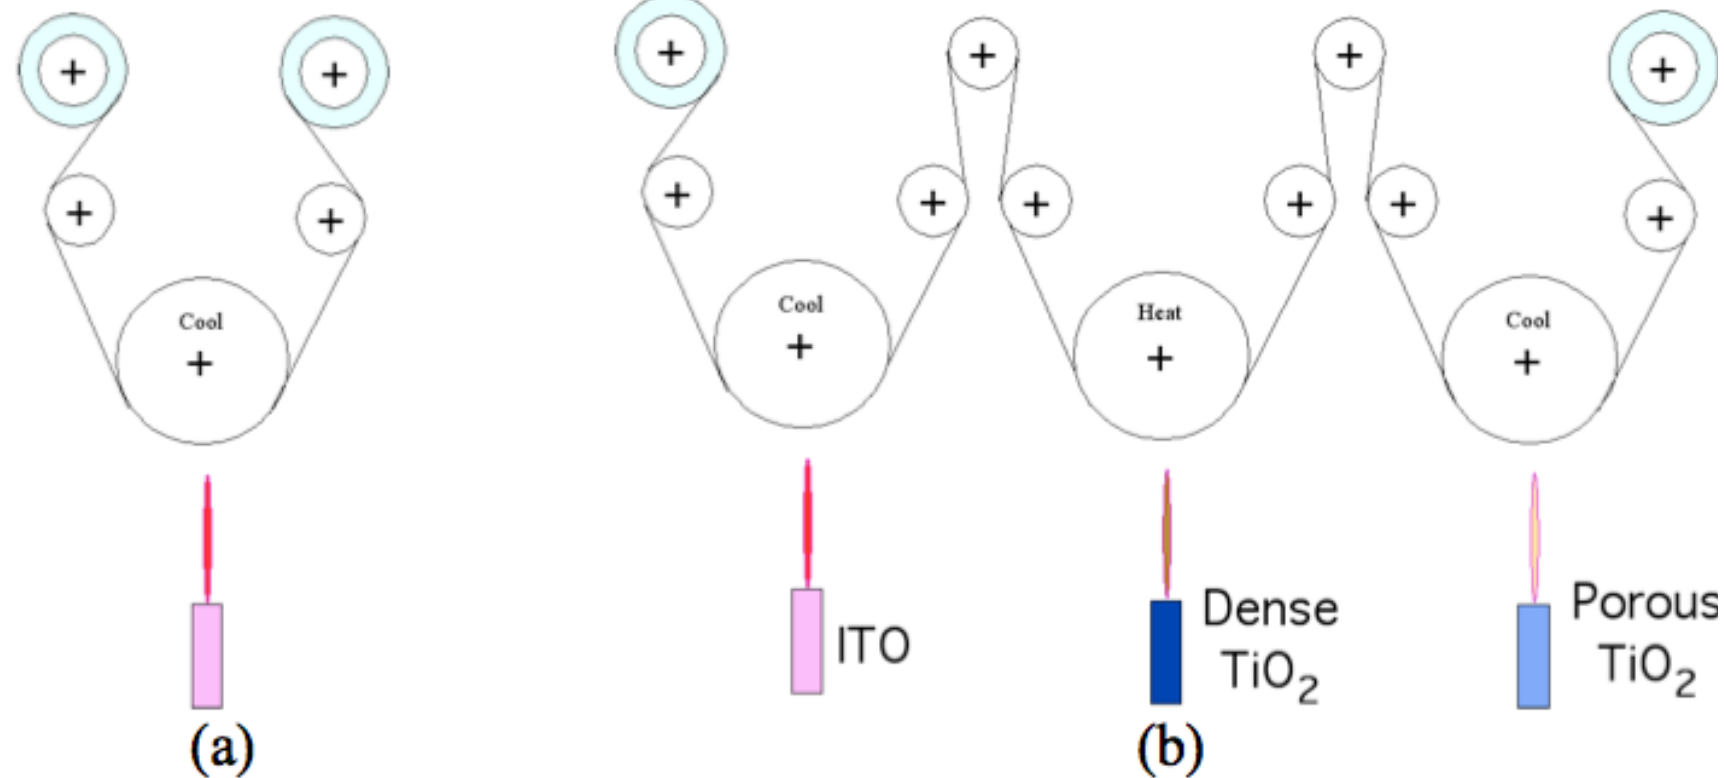 Cool
Cool
Heat
Cool
ITO
Dense
TiO₂
Porous
TiO₂
(a)
(b)